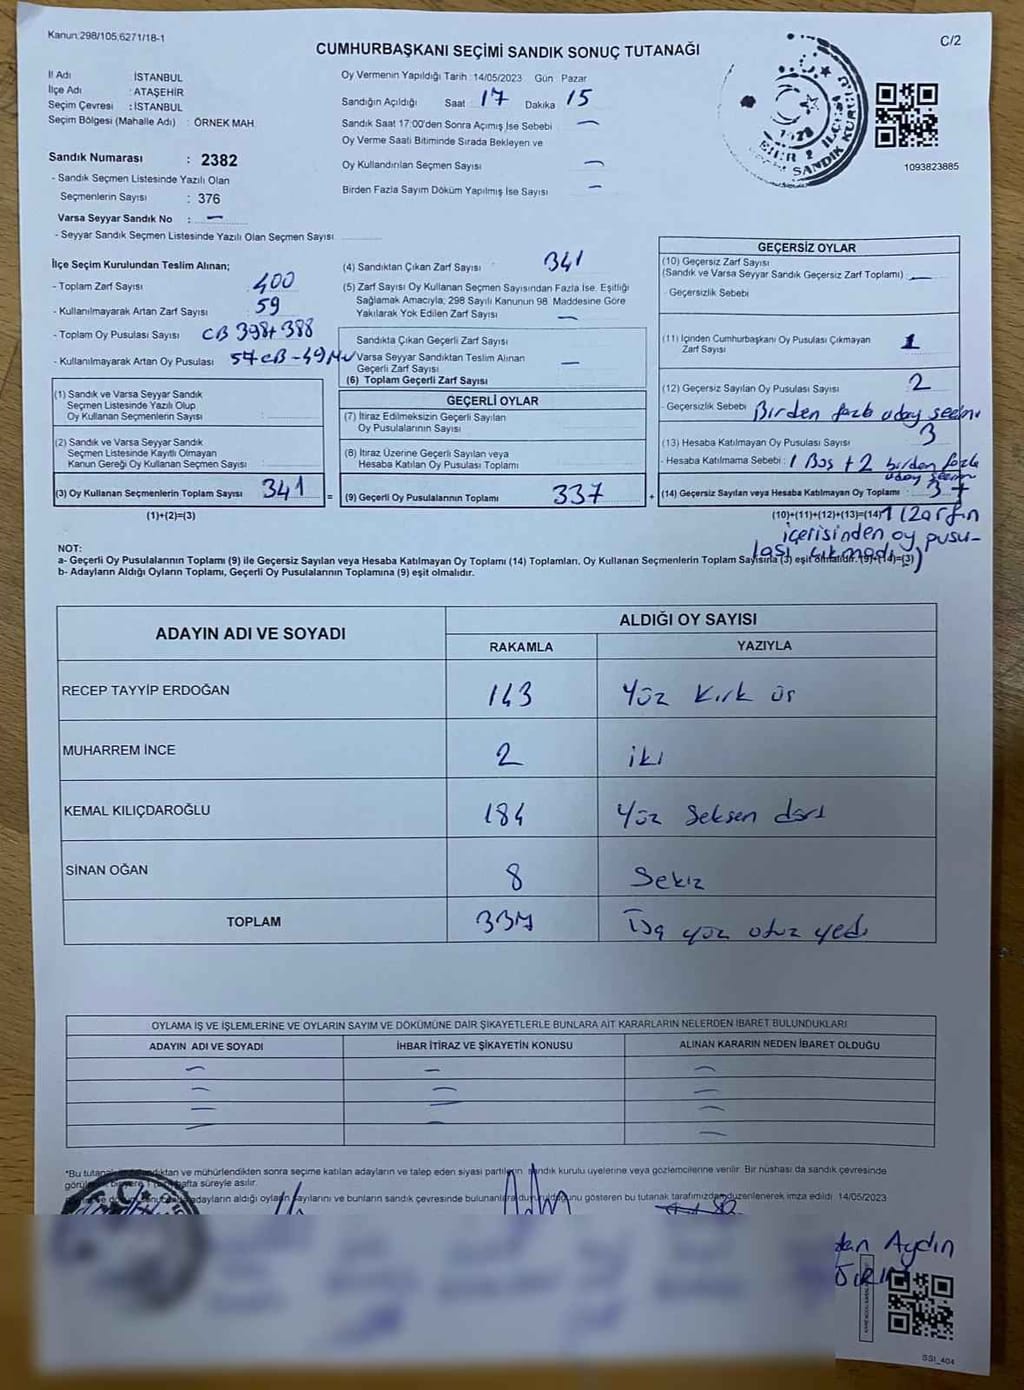 Kanun:298/105,6271/18-1
C/2
CUMHURBAŞKANI SEÇİMİ SANDIK SONUÇ TUTANAĞI
İl Adı İSTANBUL
İlçe Adı : ATAŞEHİR
Seçim Çevresi : İSTANBUL
Seçim Bölgesi (Mahalle Adı) : ÖRNEK MAH.
Sandık Numarası : 2382
- Sandık Seçmen Listesinde Yazılı Olan
Seçmenlerin Sayısı : 376
Varsa Seyyar Sandık No : —
- Seyyar Sandık Seçmen Listesinde Yazılı Olan Seçmen Sayısı
Oy Vermenin Yapıldığı Tarih : 14/05/2023 Gün Pazar
Sandığın Açıldığı Saat 17 Dakika 15
Sandık Saat 17:00'den Sonra Açımış İse Sebebi —
Oy Verme Saati Bitiminde Sırada Bekleyen ve
Oy Kullandırılan Seçmen Sayısı —
Birden Fazla Sayım Döküm Yapılmış İse Sayısı —
1093823885
İlçe Seçim Kurulundan Teslim Alınan;
- Toplam Zarf Sayısı 400
- Kullanılmayarak Artan Zarf Sayısı 59
- Toplam Oy Pusulası Sayısı CB 398+388
- Kullanılmayarak Artan Oy Pusulası 57 CB - 49 Mv
(1) Sandık ve Varsa Seyyar Sandık
Seçmen Listesinde Yazılı Olup
Oy Kullanan Seçmenlerin Sayısı :
(2) Sandık ve Varsa Seyyar Sandık
Seçmen Listesinde Kayıtlı Olmayan
Kanun Gereği Oy Kullanan Seçmen Sayısı :
(3) Oy Kullanan Seçmenlerin Toplam Sayısı 341 =
(1)+(2)=(3)
(4) Sandıktan Çıkan Zarf Sayısı 341
(5) Zarf Sayısı Oy Kullanan Seçmen Sayısından Fazla İse, Eşitliği
Sağlamak Amacıyla; 298 Sayılı Kanunun 98. Maddesine Göre
Yakılarak Yok Edilen Zarf Sayısı —
Sandıkta Çıkan Geçerli Zarf Sayısı
Varsa Seyyar Sandıktan Teslim Alınan
Geçerli Zarf Sayısı —
(6) Toplam Geçerli Zarf Sayısı
GEÇERLİ OYLAR
(7) İtiraz Edilmeksizin Geçerli Sayılan
Oy Pusulalarının Sayısı
(8) İtiraz Üzerine Geçerli Sayılan veya
Hesaba Katılan Oy Pusulası Toplamı
(9) Geçerli Oy Pusulalarının Toplamı 337 +
GEÇERSİZ OYLAR
(10) Geçersiz Zarf Sayısı
(Sandık ve Varsa Seyyar Sandık Geçersiz Zarf Toplamı) —
- Geçersizlik Sebebi
(11) İçinden Cumhurbaşkanı Oy Pusulası Çıkmayan
Zarf Sayısı 1
(12) Geçersiz Sayılan Oy Pusulası Sayısı 2
- Geçersizlik Sebebi Birden fazla aday seçimi
(13) Hesaba Katılmayan Oy Pusulası Sayısı 3
- Hesaba Katılmama Sebebi : 1 Boş + 2 birden fazla
aday seçimi
(14) Geçersiz Sayılan veya Hesaba Katılmayan Oy Toplamı : 3 +
(10)+(11)+(12)+(13)=(14) 1 (Zarfın
içerisinden oy pusu-
lası çıkmadı)
NOT:
a- Geçerli Oy Pusulalarının Toplamı (9) ile Geçersiz Sayılan veya Hesaba Katılmayan Oy Toplamı (14) Toplamları, Oy Kullanan Seçmenlerin Toplam Sayısına (3) eşit olmalıdır. (9)+(14)=(3)
b- Adayların Aldığı Oyların Toplamı, Geçerli Oy Pusulalarının Toplamına (9) eşit olmalıdır.
ADAYIN ADI VE SOYADI ALDIĞI OY SAYISI
RAKAMLA YAZIYLA
RECEP TAYYİP ERDOĞAN 143 Yüz Kırk üç
MUHARREM İNCE 2 iki
KEMAL KILIÇDAROĞLU 184 Yüz Seksen dört
SİNAN OĞAN 8 Sekiz
TOPLAM 337 Üç yüz otuz yedi
OYLAMA İŞ VE İŞLEMLERİNE VE OYLARIN SAYIM VE DÖKÜMÜNE DAİR ŞİKAYETLERLE BUNLARA AİT KARARLARIN NELERDEN İBARET BULUNDUKLARI
ADAYIN ADI VE SOYADI İHBAR İTİRAZ VE ŞİKAYETİN KONUSU ALINAN KARARIN NEDEN İBARET OLDUĞU
*Bu tutanak mühürlendikten sonra seçime katılan adayların ve talep eden siyasi partilerin sandık kurulu üyelerine veya gözlemcilerine verilir. Bir nüshası da sandık çevresinde
hafta süreyle asılır.
adayların aldığı oyların sayılarını ve bunların sandık çevresinde gösteren bu tutanak tarafımızdan düzenlenerek imza edildi. 14/05/2023
Aydın
SSI_404